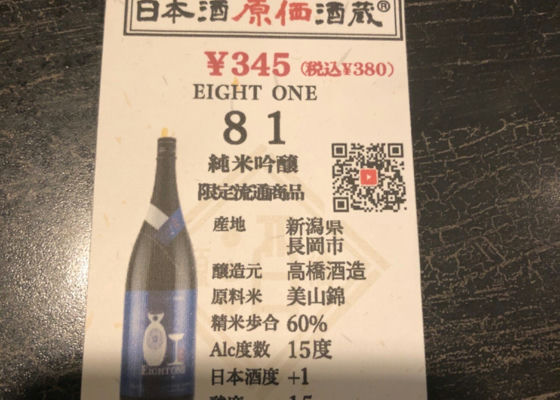 日本酒原価酒蔵®
¥345(税込¥380)
EIGHT ONE
81
純米吟醸
限定流通商品
産地 新潟県
長岡市
醸造元 高橋酒造
原料米 美山錦
精米歩合 60%
Alc度数 15度
日本酒度 +1
EIGHT ONE